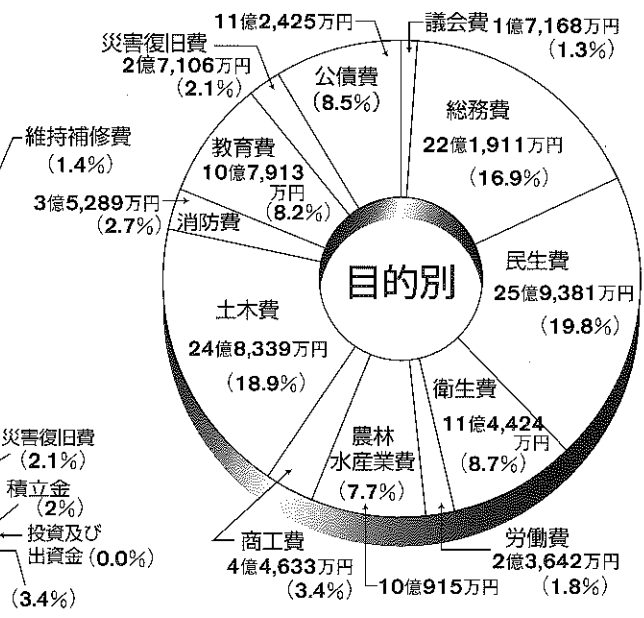 議会費 1億7,168万円
(1.3%)
総務費
22億1,911万円
(16.9%)
民生費
25億9,381万円
(19.8%)
衛生費
11億4,424
万円
(8.7%)
労働費
2億3,642万円
(1.8%)
農林
水産業費
(7.7%)
10億915万円
商工費
4億4,633万円
(3.4%)
土木費
24億8,339万円
(18.9%)
3億5,289万円
(2.7%)
消防費
教育費
10億7,913
万円
(8.2%)
災害復旧費
2億7,106万円
(2.1%)
11億2,425万円
公債費
(8.5%)
目的別
維持補修費
(1.4%)
災害復旧費
(2.1%)
積立金
(2%)
投資及び
出資金(0.0%)
(3.4%)